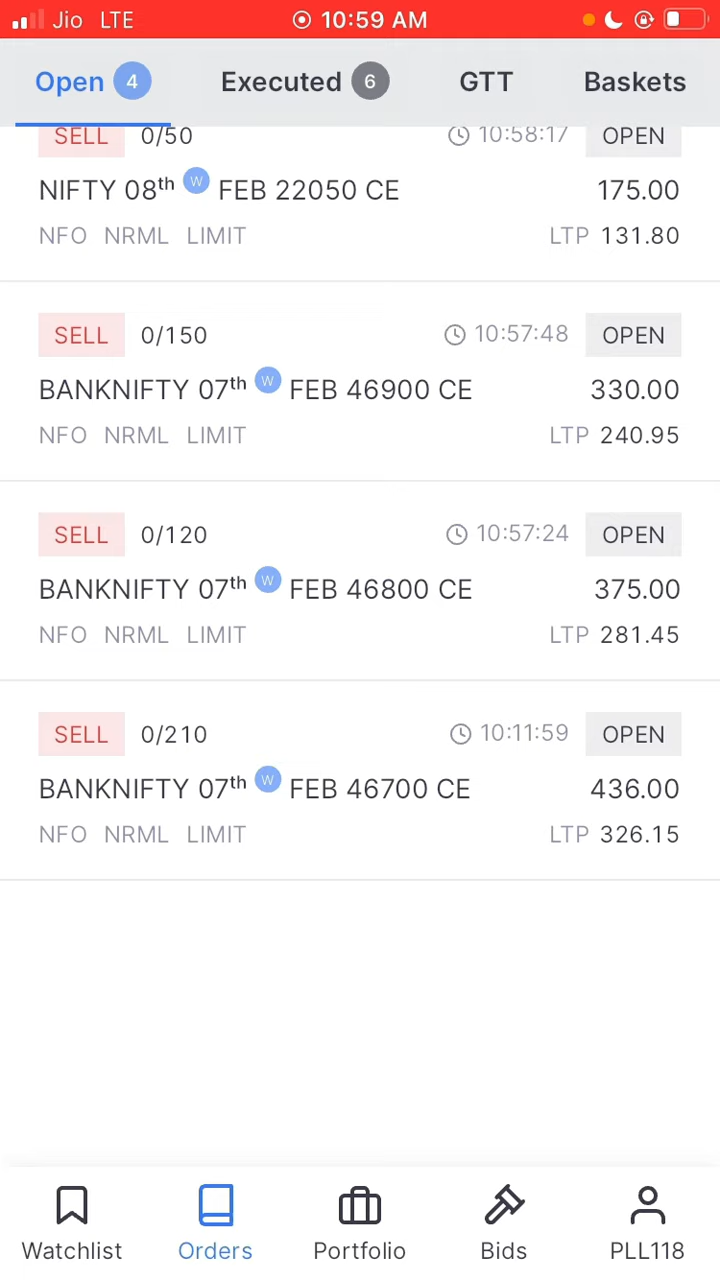 Jio LTE 10:59 AM
Open 4 Executed 6 GTT Baskets
SELL 0/50 10:58:17 OPEN
NIFTY 08th W FEB 22050 CE 175.00
NFO NRML LIMIT LTP 131.80
SELL 0/150 10:57:48 OPEN
BANKNIFTY 07th W FEB 46900 CE 330.00
NFO NRML LIMIT LTP 240.95
SELL 0/120 10:57:24 OPEN
BANKNIFTY 07th W FEB 46800 CE 375.00
NFO NRML LIMIT LTP 281.45
SELL 0/210 10:11:59 OPEN
BANKNIFTY 07th W FEB 46700 CE 436.00
NFO NRML LIMIT LTP 326.15
Watchlist Orders Portfolio Bids PLL118